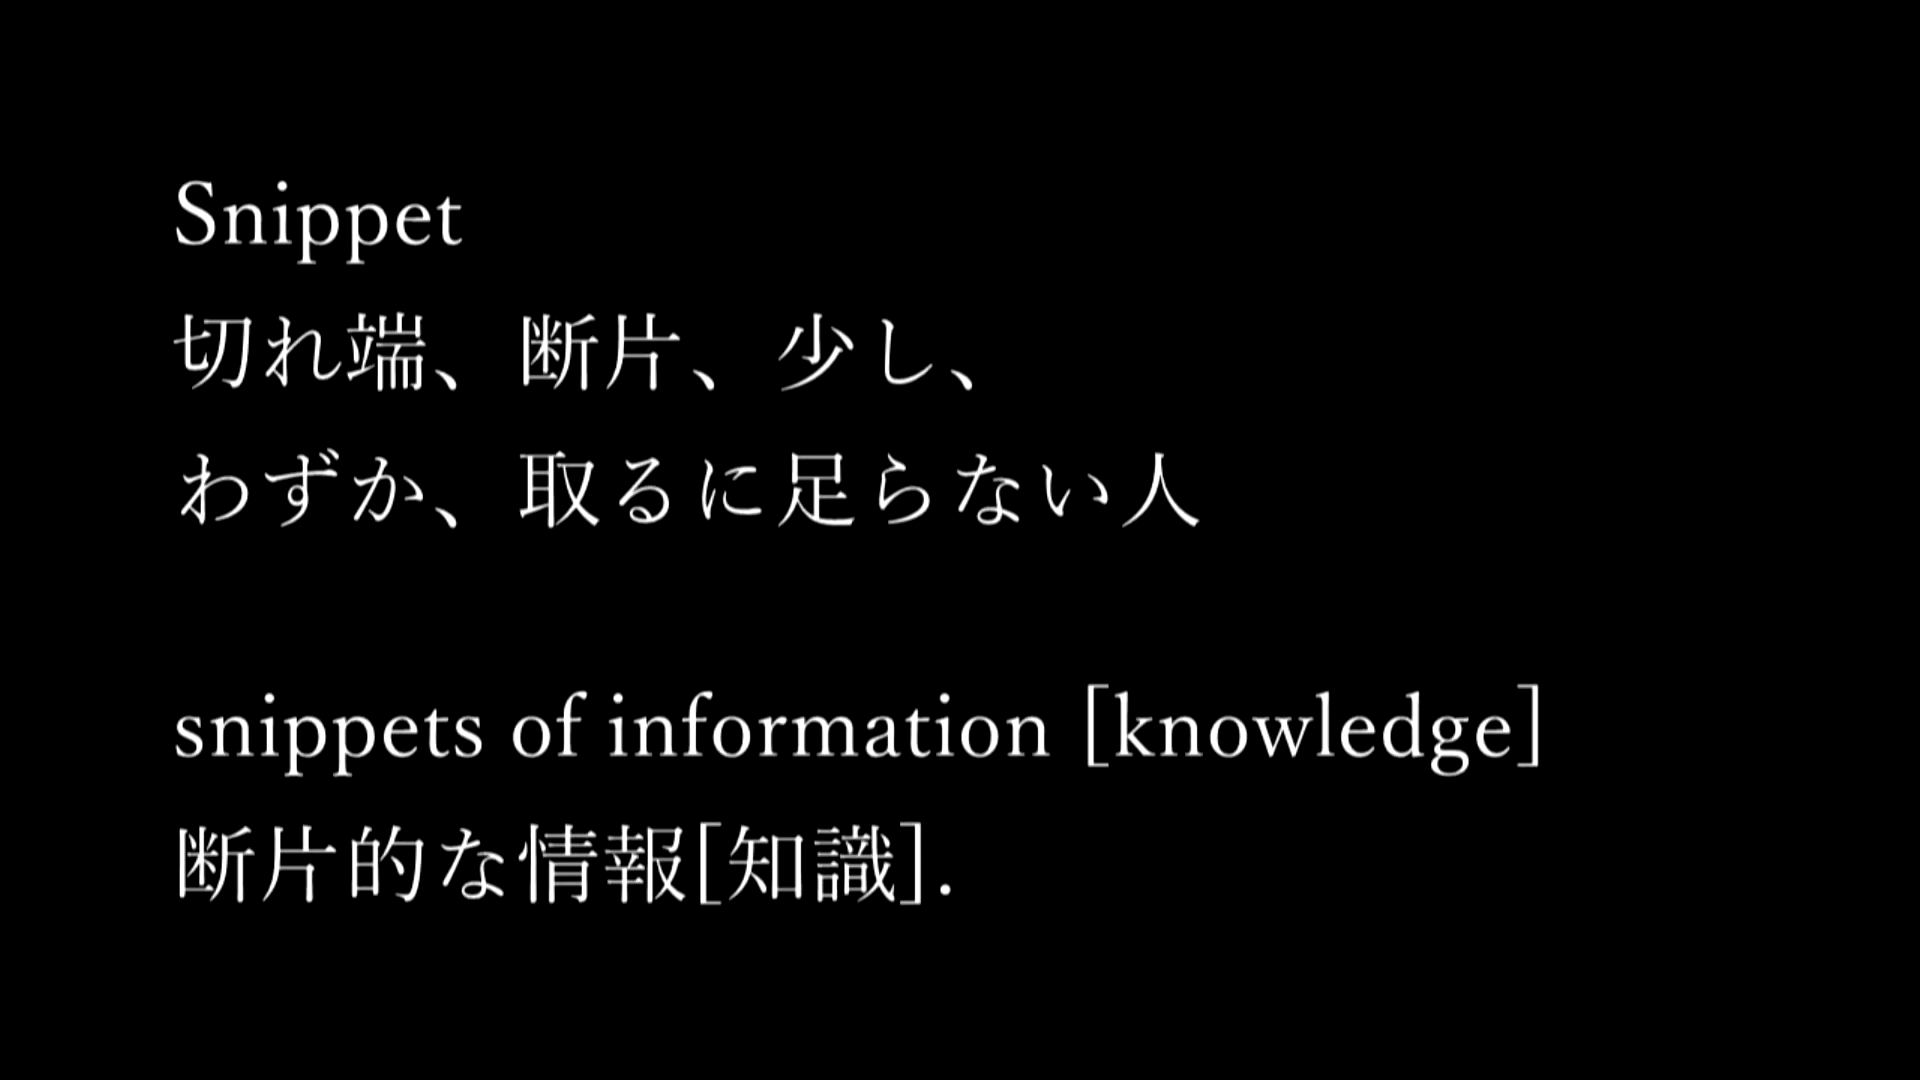 Snippet
切れ端、断片、少し、
わずか、取るに足らない人
snippets of information [knowledge]
断片的な情報[知識].